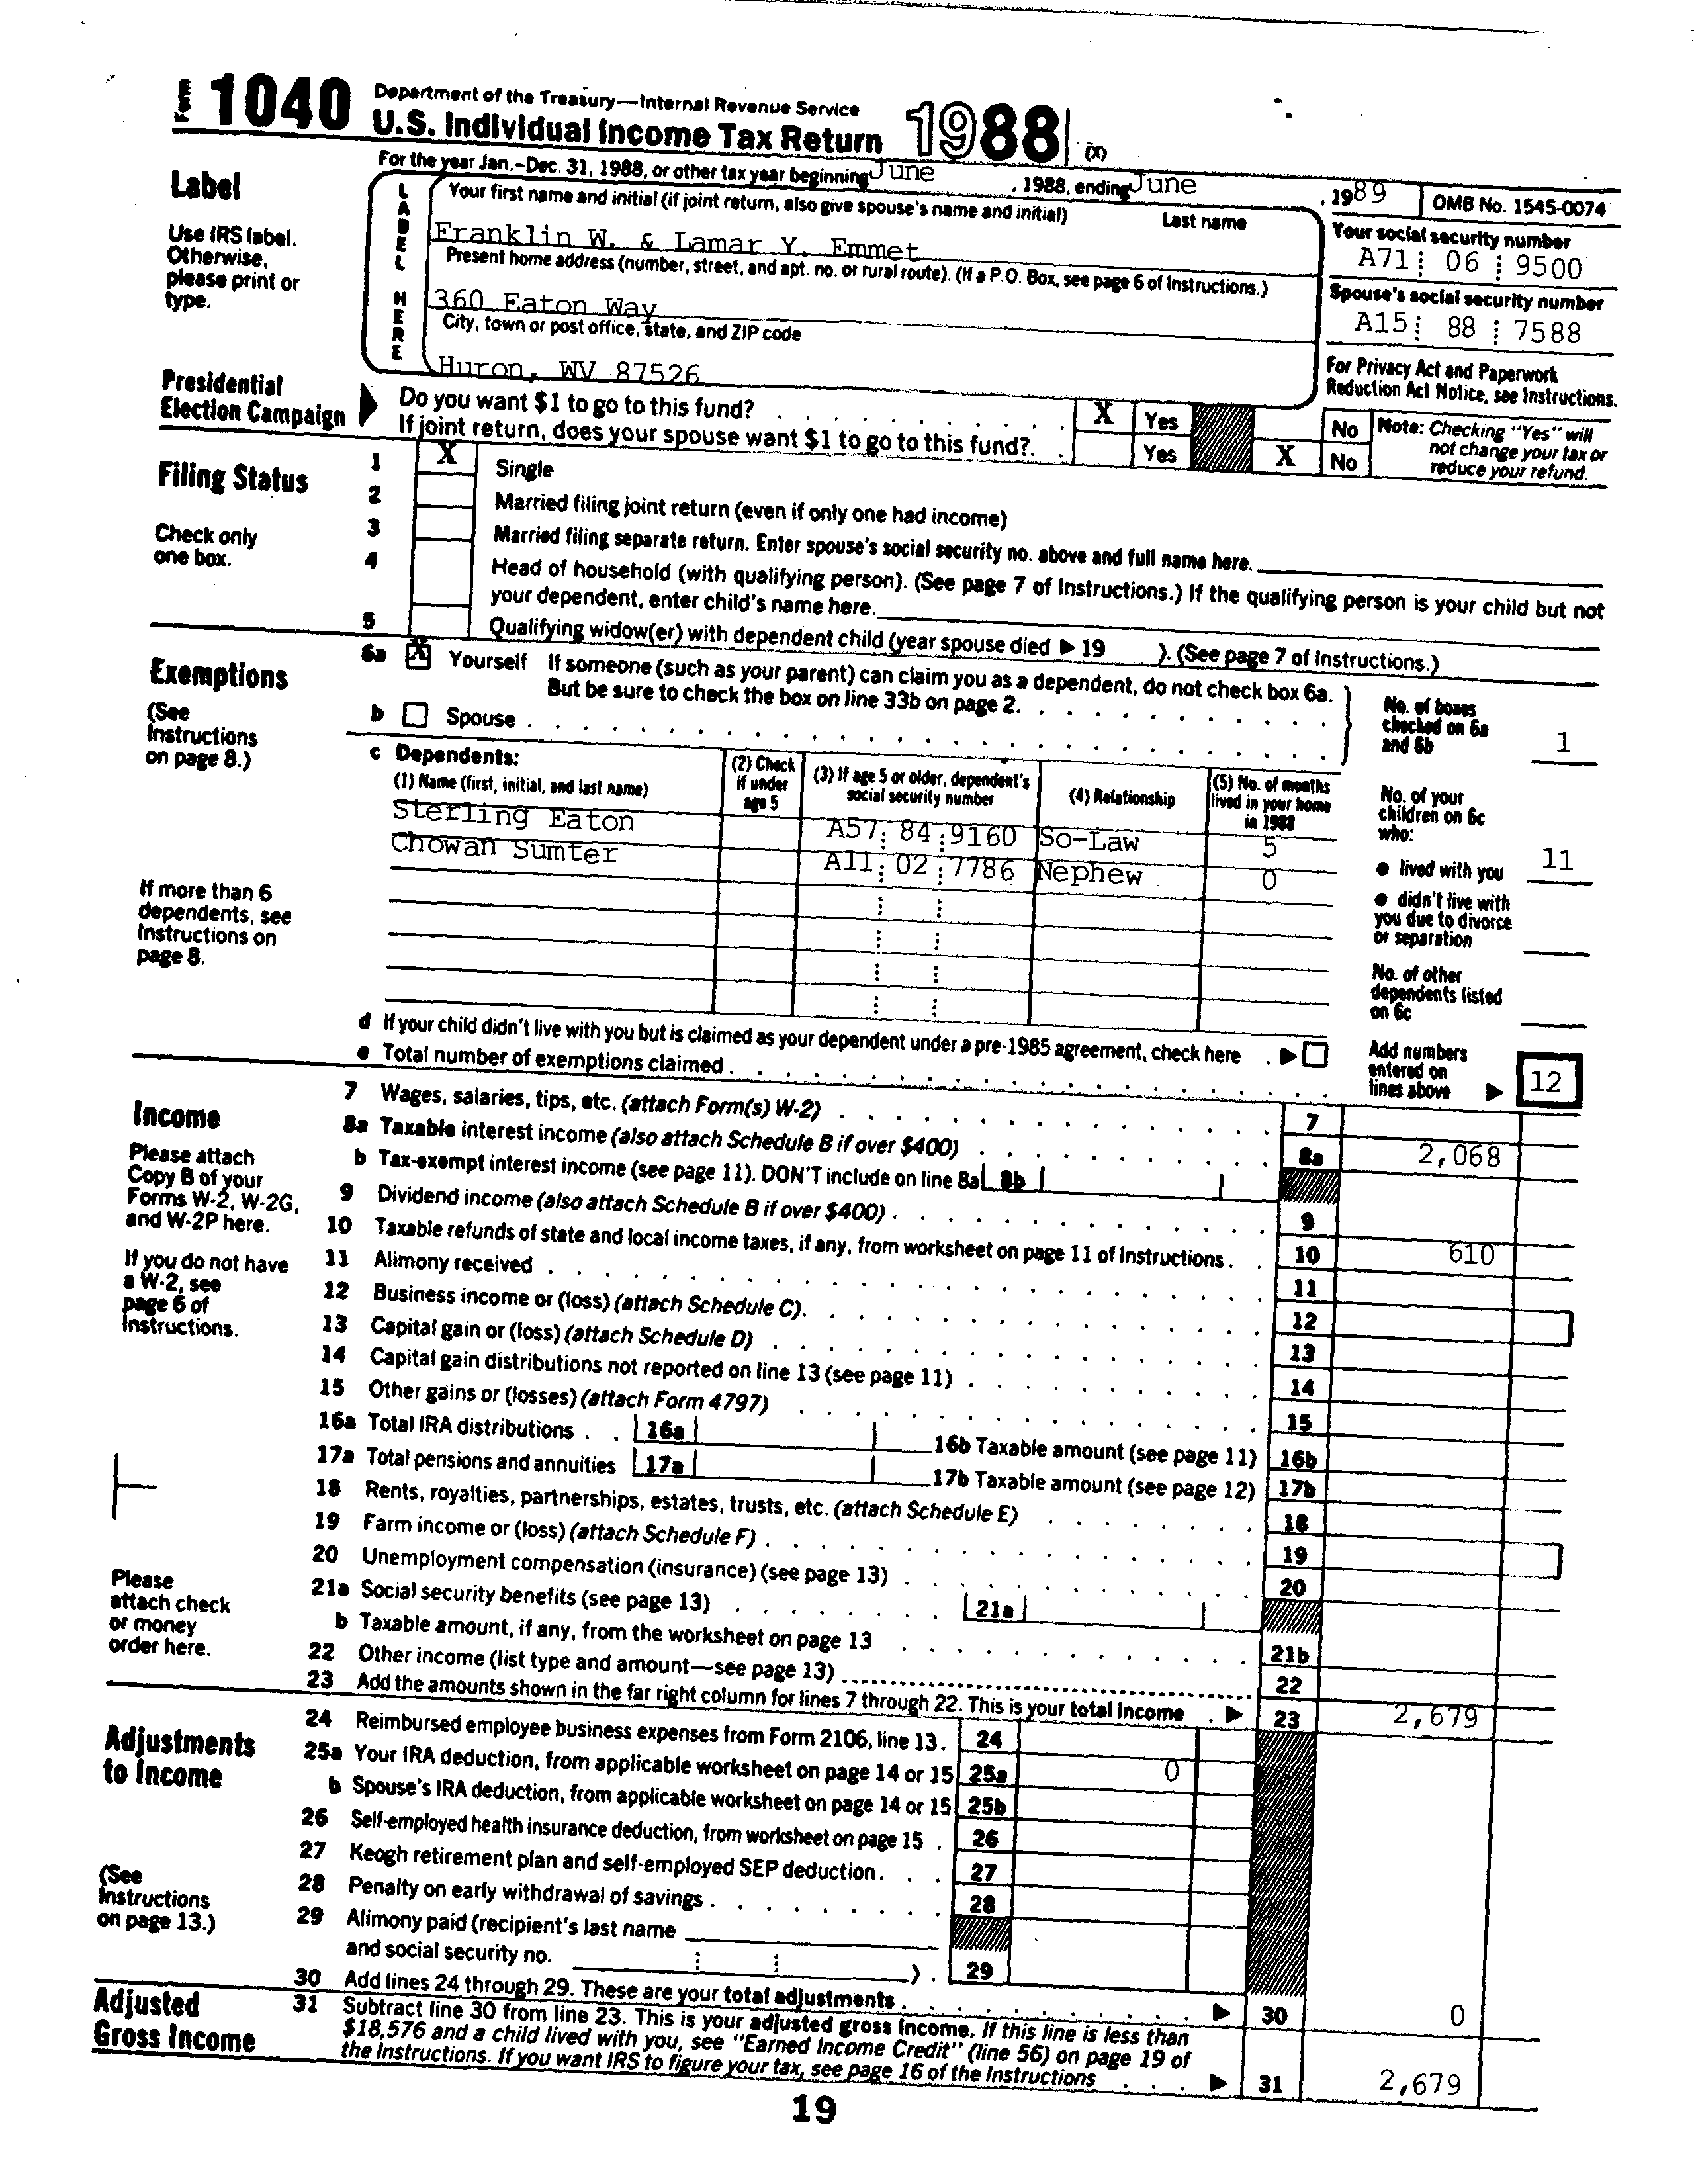 Form 1040 Department of the Treasury—Internal Revenue Service
U.S. Individual Income Tax Return 1988 (X)
For the year Jan.-Dec. 31, 1988, or other tax year beginning June , 1988, ending June , 1989 OMB No. 1545-0074
Label
Use IRS label.
Otherwise,
please print or
type.
LABEL HERE
Your first name and initial (if joint return, also give spouse's name and initial) Last name
Franklin W. & Lamar Y. Emmet
Present home address (number, street, and apt. no. or rural route). (If a P.O. Box, see page 6 of Instructions.)
360 Eaton Way
City, town or post office, state, and ZIP code
Huron, WV 87526
Your social security number
A71 06 9500
Spouse's social security number
A15 88 7588
For Privacy Act and Paperwork
Reduction Act Notice, see Instructions.
Presidential
Election Campaign
Do you want $1 to go to this fund? X Yes No
If joint return, does your spouse want $1 to go to this fund? Yes X No
Note: Checking "Yes" will
not change your tax or
reduce your refund.
Filing Status
Check only
one box.
1 X Single
2 Married filing joint return (even if only one had income)
3 Married filing separate return. Enter spouse's social security no. above and full name here.
4 Head of household (with qualifying person). (See page 7 of Instructions.) If the qualifying person is your child but not
your dependent, enter child's name here.
5 Qualifying widow(er) with dependent child (year spouse died ▶ 19 ). (See page 7 of Instructions.)
Exemptions
(See
Instructions
on page 8.)
6a X Yourself If someone (such as your parent) can claim you as a dependent, do not check box 6a.
But be sure to check the box on line 33b on page 2.
b Spouse
No. of boxes
checked on 6a
and 6b 1
c Dependents:
(1) Name (first, initial, and last name)
(2) Check
if under
age 5
(3) If age 5 or older, dependent's
social security number
(4) Relationship
(5) No. of months
lived in your home
in 1988
Sterling Eaton A57 84 9160 So-Law 5
Chowan Sumter A11 02 7786 Nephew 0
If more than 6
dependents, see
Instructions on
page 8.
No. of your
children on 6c
who:
● lived with you 11
● didn't live with
you due to divorce
or separation
No. of other
dependents listed
on 6c
d If your child didn't live with you but is claimed as your dependent under a pre-1985 agreement, check here ▶
e Total number of exemptions claimed
Add numbers
entered on
lines above ▶ 12
Income
Please attach
Copy B of your
Forms W-2, W-2G,
and W-2P here.
If you do not have
a W-2, see
page 6 of
Instructions.
Please
attach check
or money
order here.
7 Wages, salaries, tips, etc. (attach Form(s) W-2) 7
8a Taxable interest income (also attach Schedule B if over $400) 8a 2,068
b Tax-exempt interest income (see page 11). DON'T include on line 8a 8b
9 Dividend income (also attach Schedule B if over $400) 9
10 Taxable refunds of state and local income taxes, if any, from worksheet on page 11 of Instructions 10 610
11 Alimony received 11
12 Business income or (loss) (attach Schedule C) 12
13 Capital gain or (loss) (attach Schedule D) 13
14 Capital gain distributions not reported on line 13 (see page 11) 14
15 Other gains or (losses) (attach Form 4797) 15
16a Total IRA distributions 16a 16b Taxable amount (see page 11) 16b
17a Total pensions and annuities 17a 17b Taxable amount (see page 12) 17b
18 Rents, royalties, partnerships, estates, trusts, etc. (attach Schedule E) 18
19 Farm income or (loss) (attach Schedule F) 19
20 Unemployment compensation (insurance) (see page 13) 20
21a Social security benefits (see page 13) 21a
b Taxable amount, if any, from the worksheet on page 13 21b
22 Other income (list type and amount—see page 13) 22
23 Add the amounts shown in the far right column for lines 7 through 22. This is your total income ▶ 23 2,679
Adjustments
to Income
(See
Instructions
on page 13.)
24 Reimbursed employee business expenses from Form 2106, line 13. 24
25a Your IRA deduction, from applicable worksheet on page 14 or 15 25a 0
b Spouse's IRA deduction, from applicable worksheet on page 14 or 15 25b
26 Self-employed health insurance deduction, from worksheet on page 15 26
27 Keogh retirement plan and self-employed SEP deduction 27
28 Penalty on early withdrawal of savings 28
29 Alimony paid (recipient's last name
and social security no. ) 29
30 Add lines 24 through 29. These are your total adjustments ▶ 30 0
Adjusted
Gross Income
31 Subtract line 30 from line 23. This is your adjusted gross income. If this line is less than
$18,576 and a child lived with you, see "Earned Income Credit" (line 56) on page 19 of
the Instructions. If you want IRS to figure your tax, see page 16 of the Instructions ▶ 31 2,679
19